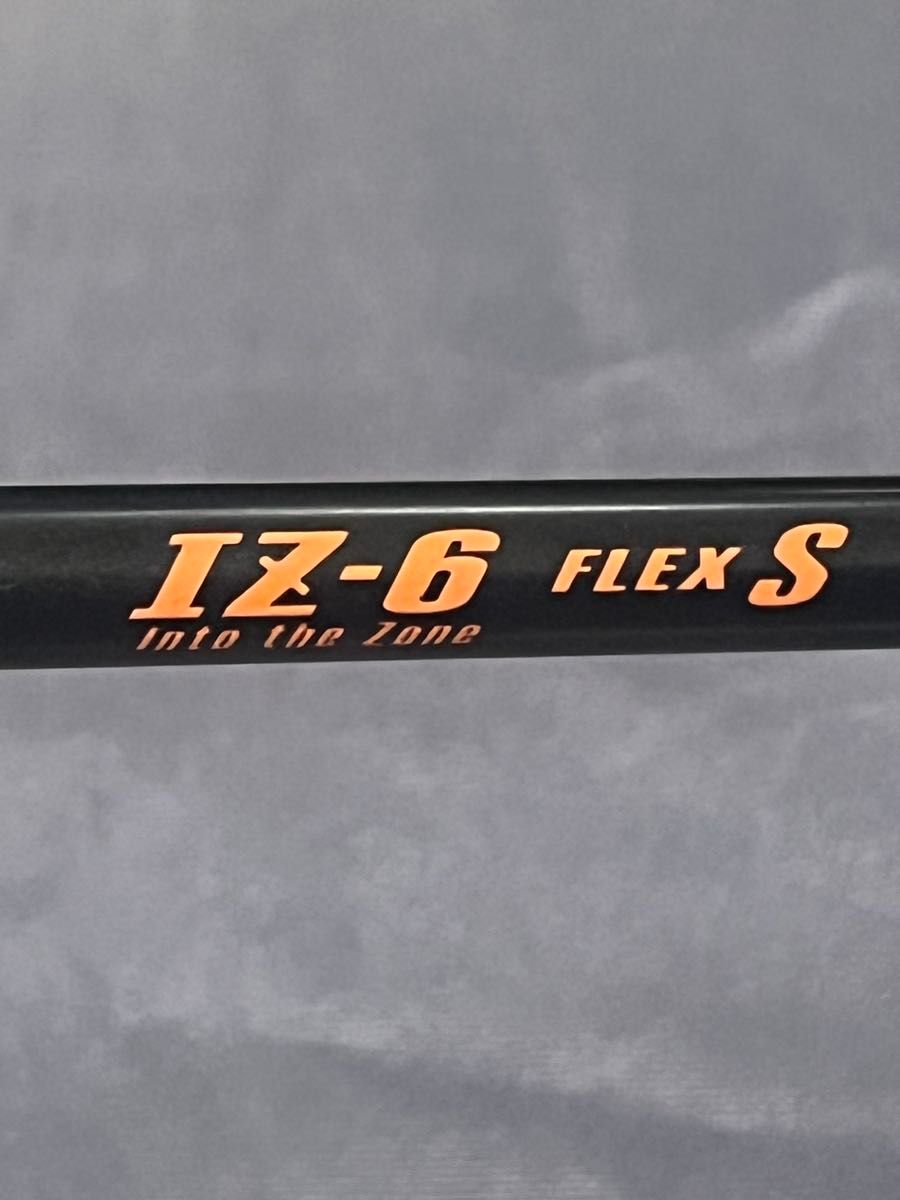 IZ-6 FLEX S
Into the Zone